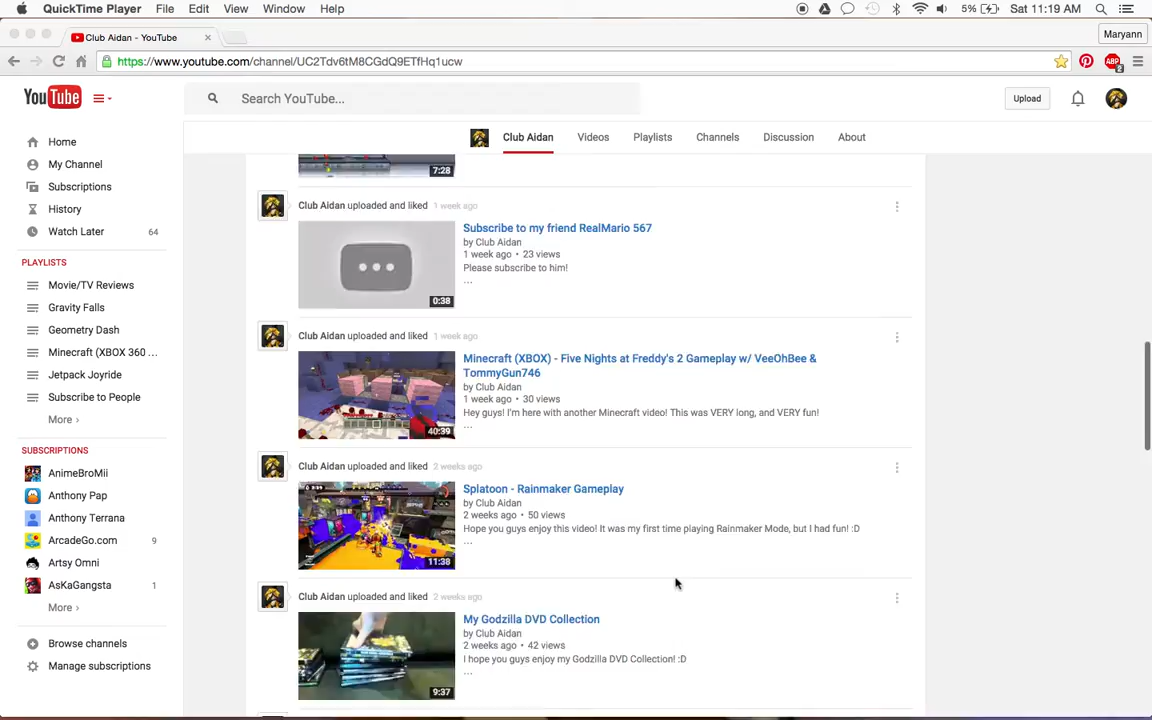 QuickTime Player File Edit View Window Help 5% Sat 11:19 AM
Club Aidan - YouTube × Maryann
https://www.youtube.com/channel/UC2Tdv6tM8CGdQ9ETfHq1ucw ABP 2
YouTube Search YouTube... Upload
Club Aidan Videos Playlists Channels Discussion About
Home
My Channel
Subscriptions
History
Watch Later 64
PLAYLISTS
Movie/TV Reviews
Gravity Falls
Geometry Dash
Minecraft (XBOX 360 ...
Jetpack Joyride
Subscribe to People
More ›
SUBSCRIPTIONS
AnimeBroMii
Anthony Pap
Anthony Terrana
ArcadeGo.com 9
Artsy Omni
AsKaGangsta 1
More ›
Browse channels
Manage subscriptions
7:28
Club Aidan uploaded and liked 1 week ago
Subscribe to my friend RealMario 567
by Club Aidan
1 week ago • 23 views
Please subscribe to him!
...
0:38
Club Aidan uploaded and liked 1 week ago
Minecraft (XBOX) - Five Nights at Freddy's 2 Gameplay w/ VeeOhBee &
TommyGun746
by Club Aidan
1 week ago • 30 views
Hey guys! I'm here with another Minecraft video! This was VERY long, and VERY fun!
...
40:39
Club Aidan uploaded and liked 2 weeks ago
Splatoon - Rainmaker Gameplay
by Club Aidan
2 weeks ago • 50 views
Hope you guys enjoy this video! It was my first time playing Rainmaker Mode, but I had fun! :D
...
11:38
Club Aidan uploaded and liked 2 weeks ago
My Godzilla DVD Collection
by Club Aidan
2 weeks ago • 42 views
I hope you guys enjoy my Godzilla DVD Collection! :D
...
9:37